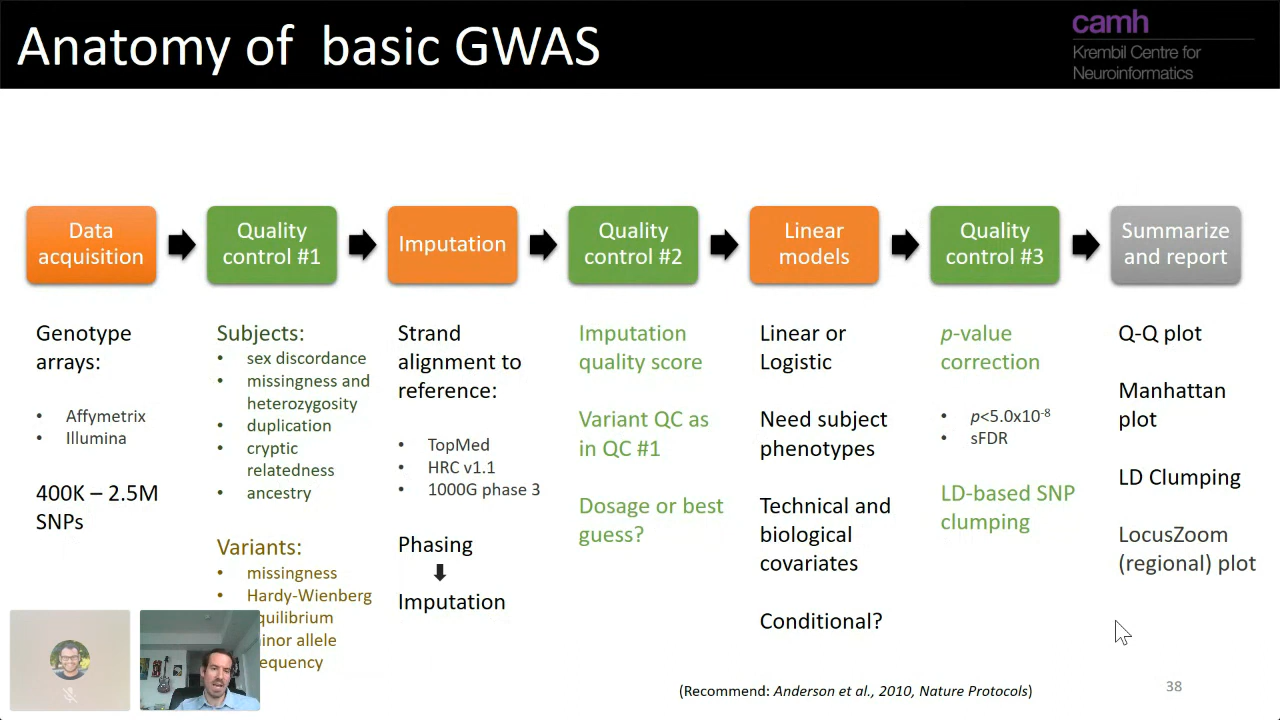 Anatomy of basic GWAS
camh
Krembil Centre for
Neuroinformatics
Data
acquisition
Quality
control #1
Imputation
Quality
control #2
Linear
models
Quality
control #3
Summarize
and report
Genotype
arrays:
• Affymetrix
• Illumina
400K – 2.5M
SNPs
Subjects:
• sex discordance
• missingness and
heterozygosity
• duplication
• cryptic
relatedness
• ancestry
Variants:
• missingness
• Hardy-Wienberg
quilibrium
inor allele
equency
Strand
alignment to
reference:
• TopMed
• HRC v1.1
• 1000G phase 3
Phasing
Imputation
Imputation
quality score
Variant QC as
in QC #1
Dosage or best
guess?
Linear or
Logistic
Need subject
phenotypes
Technical and
biological
covariates
Conditional?
p-value
correction
• p<5.0x10-8
• sFDR
LD-based SNP
clumping
Q-Q plot
Manhattan
plot
LD Clumping
LocusZoom
(regional) plot
(Recommend: Anderson et al., 2010, Nature Protocols)
38